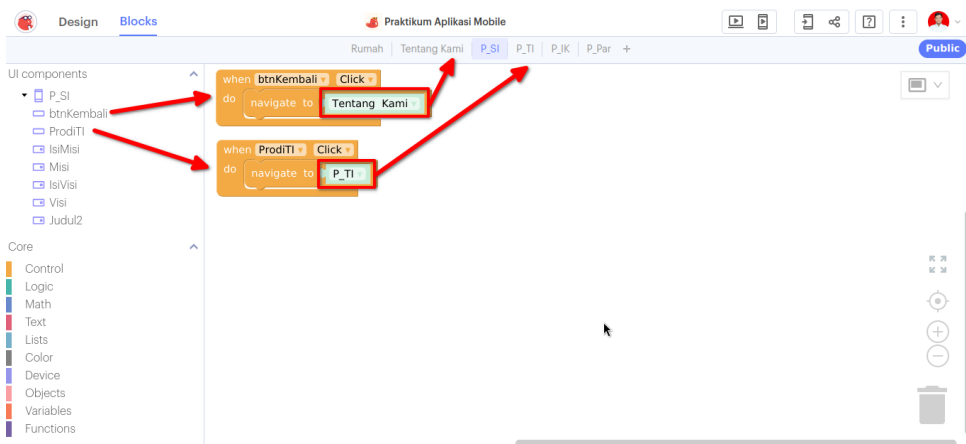 Design Blocks Praktikum Aplikasi Mobile
Rumah Tentang Kami P_SI P_TI P_IK P_Par + Public
UI components
P_SI
btnKembali
ProdiTI
IsiMisi
Misi
IsiVisi
Visi
Judul2
Core
Control
Logic
Math
Text
Lists
Color
Device
Objects
Variables
Functions
when btnKembali Click
do navigate to Tentang Kami
when ProdiTI Click
do navigate to P_TI